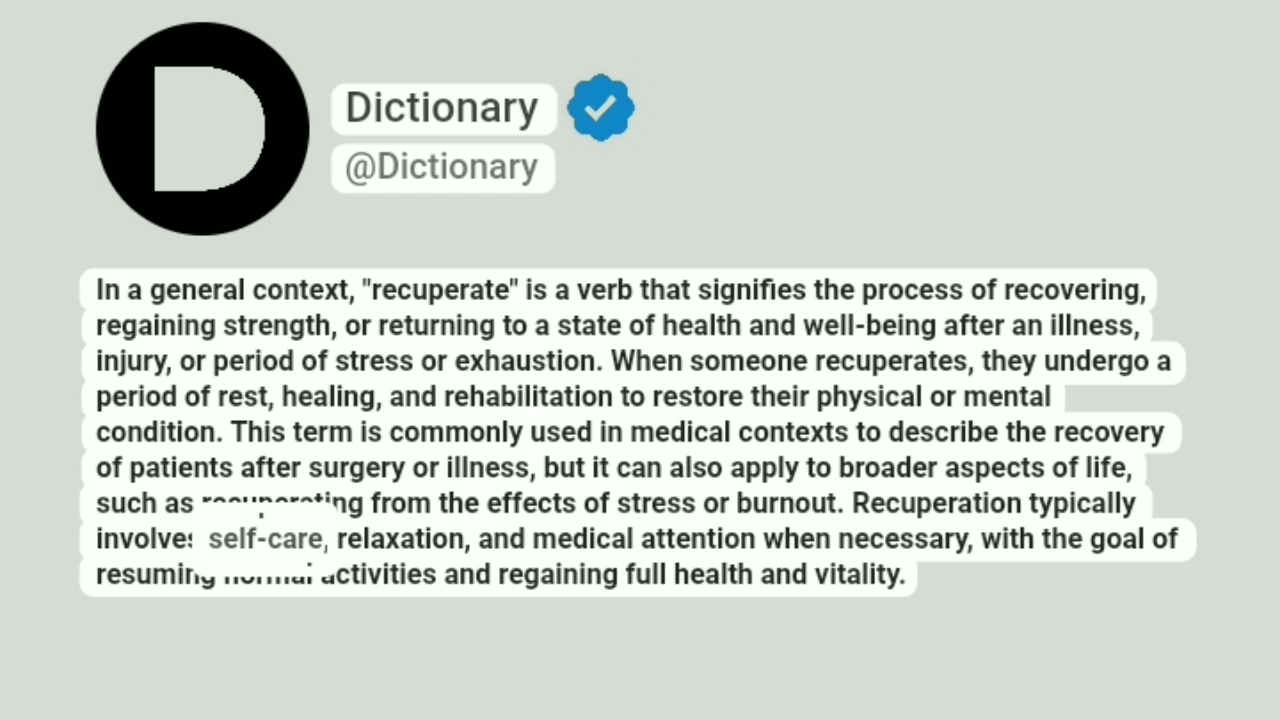 D
Dictionary
@Dictionary
In a general context, "recuperate" is a verb that signifies the process of recovering,
regaining strength, or returning to a state of health and well-being after an illness,
injury, or period of stress or exhaustion. When someone recuperates, they undergo a
period of rest, healing, and rehabilitation to restore their physical or mental
condition. This term is commonly used in medical contexts to describe the recovery
of patients after surgery or illness, but it can also apply to broader aspects of life,
such as recuperating from the effects of stress or burnout. Recuperation typically
involves self-care, relaxation, and medical attention when necessary, with the goal of
resuming normal activities and regaining full health and vitality.